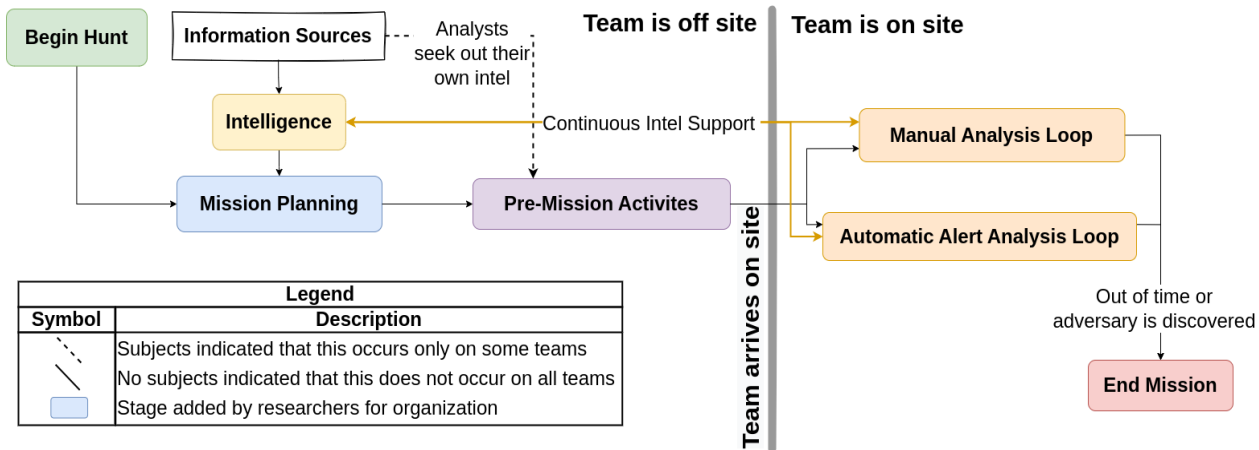 Begin Hunt
Information Sources
Analysts
seek out their
own intel
Team is off site
Team is on site
Intelligence
Continuous Intel Support
Manual Analysis Loop
Mission Planning
Pre-Mission Activites
Automatic Alert Analysis Loop
Team arrives on site
Out of time or
adversary is discovered
End Mission
Legend
Symbol Description
Subjects indicated that this occurs only on some teams
No subjects indicated that this does not occur on all teams
Stage added by researchers for organization